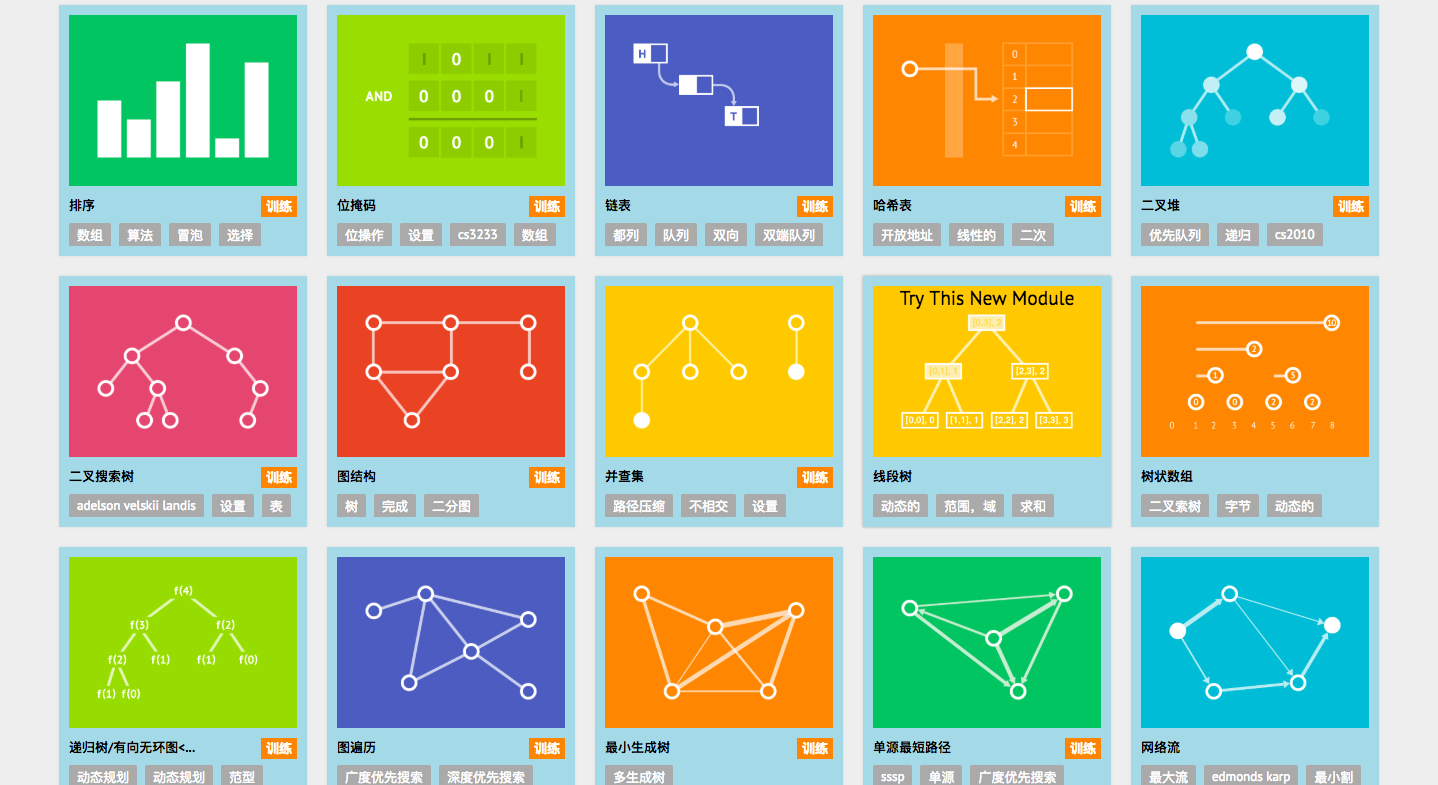 I 0 I I
AND 0 0 0 I
0 0 0 I
H
T
0
1
2
3
4
排序 训练
数组 算法 冒泡 选择
位掩码 训练
位操作 设置 cs3233 数组
链表 训练
都列 队列 双向 双端队列
哈希表 训练
开放地址 线性的 二次
二叉堆 训练
优先队列 递归 cs2010
Try This New Module
[0,3], 3
[0,1], 1 [2,3], 2
[0,0], 0 [1,1], 1 [2,2], 2 [3,3], 3
10
2
1 5
0 0 2 2
0 1 2 3 4 5 6 7 8
二叉搜索树 训练
adelson velskii landis 设置 表
图结构 训练
树 完成 二分图
并查集 训练
路径压缩 不相交 设置
线段树
动态的 范围，域 求和
树状数组
二叉索树 字节 动态的
f(4)
f(3) f(2)
f(2) f(1) f(1) f(0)
f(1) f(0)
递归树/有向无环图<... 训练
动态规划 动态规划 范型
图遍历 训练
广度优先搜索 深度优先搜索
最小生成树 训练
多生成树
单源最短路径 训练
sssp 单源 广度优先搜索
网络流
最大流 edmonds karp 最小割